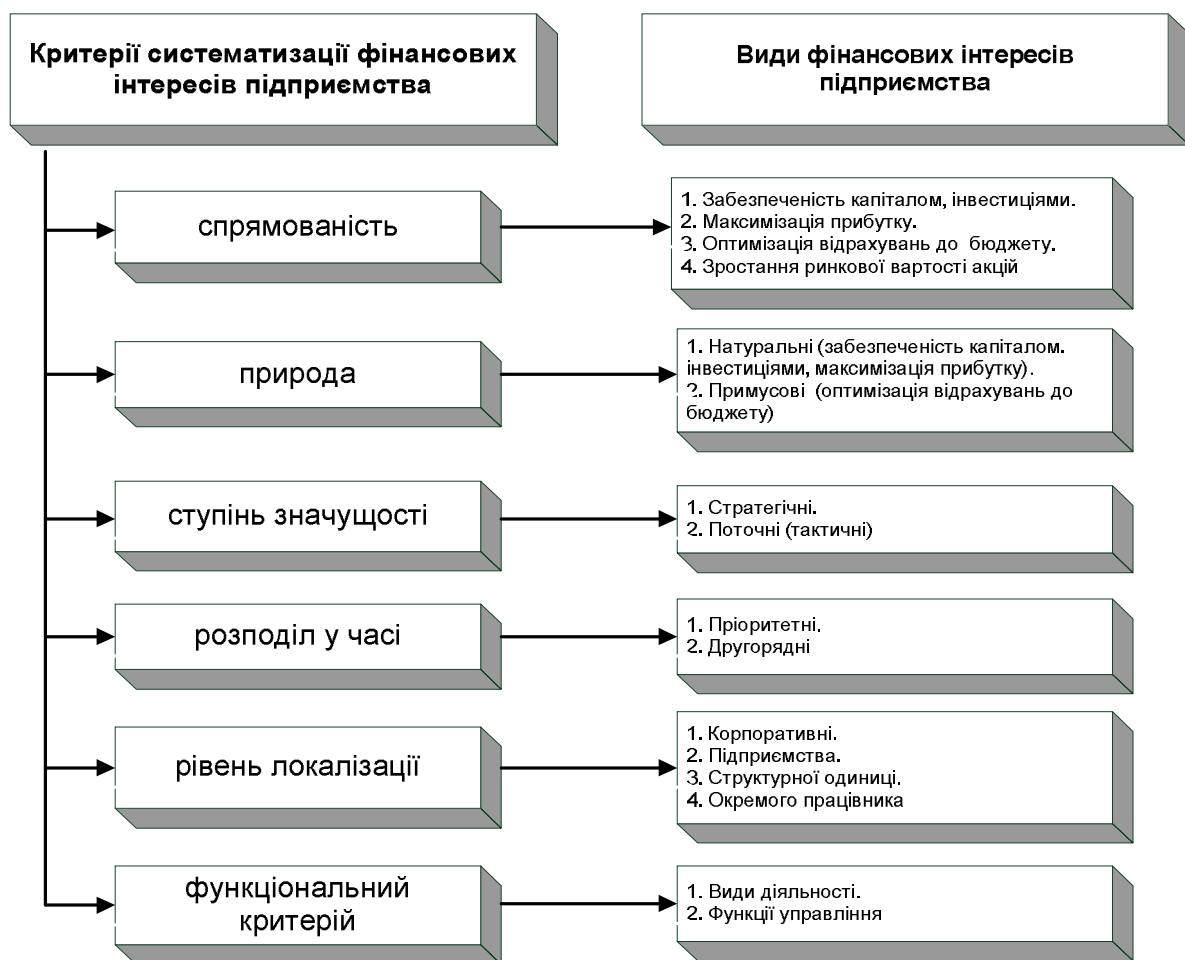 Критерії систематизації фінансових
інтересів підприємства
Види фінансових інтересів
підприємства
спрямованість
1. Забезпеченість капіталом, інвестиціями.
2. Максимізація прибутку.
3. Оптимізація відрахувань до бюджету.
4. Зростання ринкової вартості акцій
природа
1. Натуральні (забезпеченість капіталом.
інвестиціями, максимізація прибутку).
2. Примусові (оптимізація відрахувань до
бюджету)
ступінь значущості
1. Стратегічні.
2. Поточні (тактичні)
розподіл у часі
1. Пріоритетні.
2. Другорядні
рівень локалізації
1. Корпоративні.
2. Підприємства.
3. Структурної одиниці.
4. Окремого працівника
функціональний
критерій
1. Види діяльності.
2. Функції управління